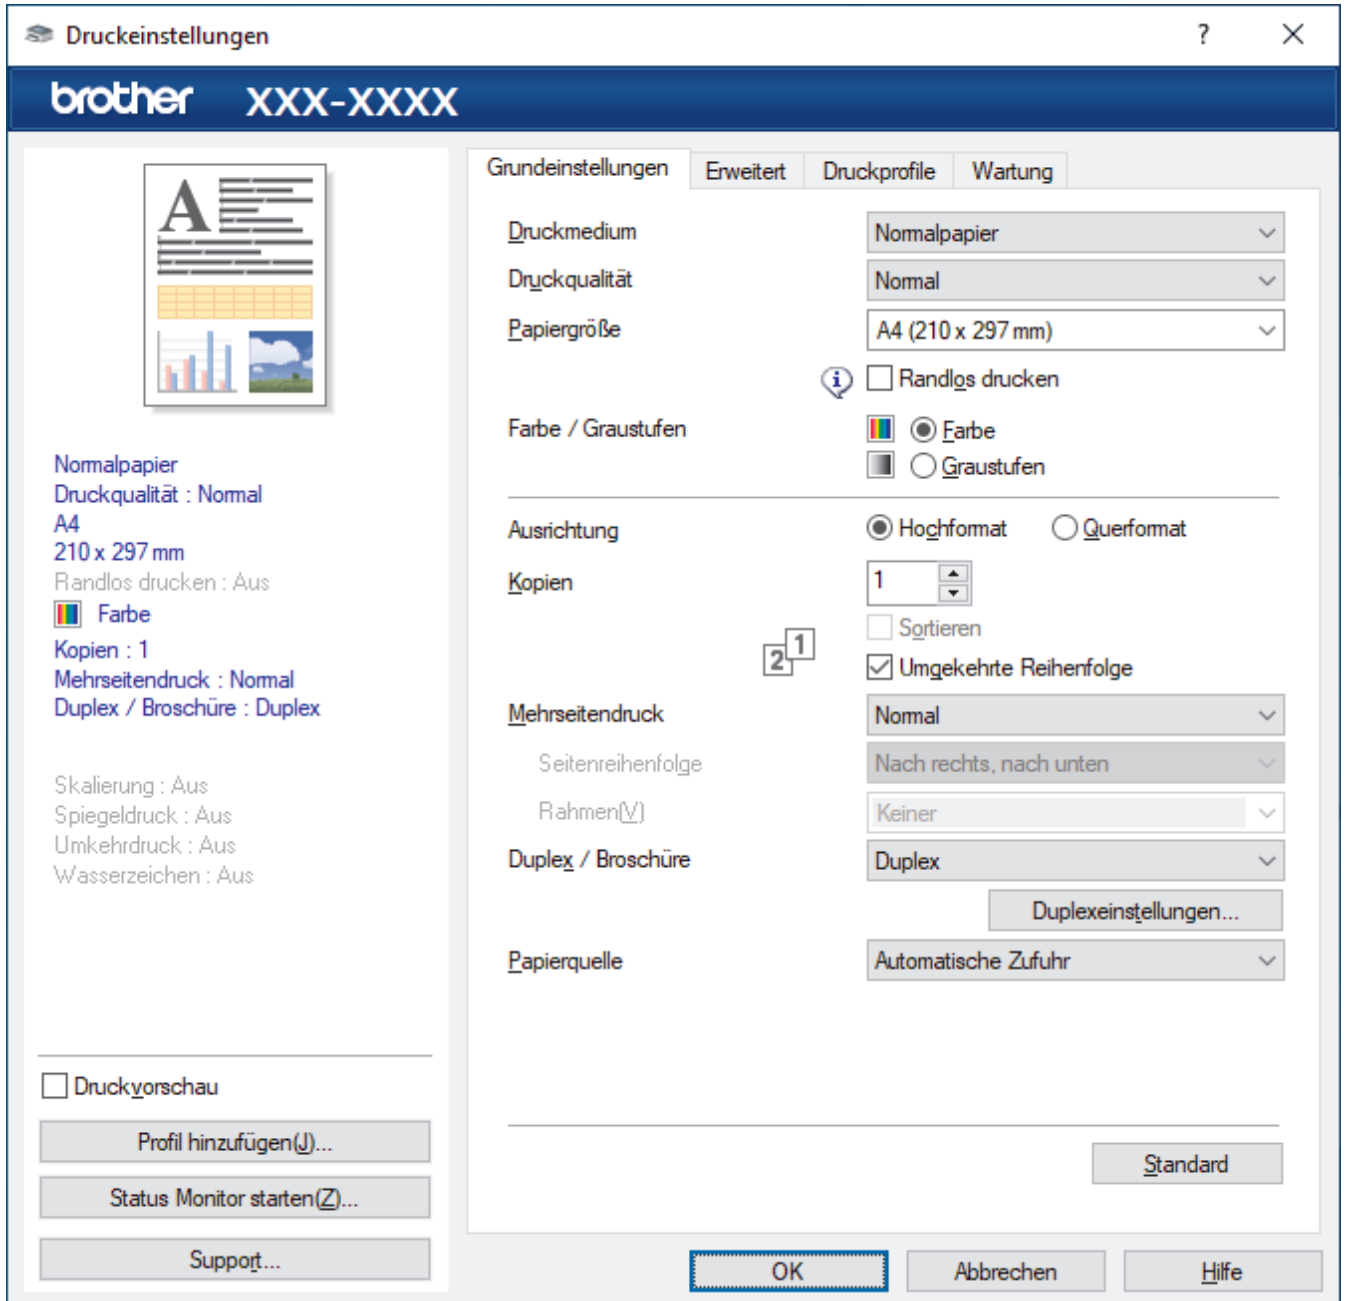 Druckeinstellungen ?
brother XXX-XXXX
A
Normalpapier
Druckqualität : Normal
A4
210 x 297 mm
Randlos drucken : Aus
Farbe
Kopien : 1
Mehrseitendruck : Normal
Duplex / Broschüre : Duplex
Skalierung : Aus
Spiegeldruck : Aus
Umkehrdruck : Aus
Wasserzeichen : Aus
Druckvorschau
Profil hinzufügen(J)...
Status Monitor starten(Z)...
Support...
Grundeinstellungen Erweitert Druckprofile Wartung
Druckmedium Normalpapier
Druckqualität Normal
Papiergröße A4 (210 x 297 mm)
i Randlos drucken
Farbe / Graustufen Farbe
Graustufen
Ausrichtung Hochformat Querformat
Kopien 1
Sortieren
2 1 Umgekehrte Reihenfolge
Mehrseitendruck Normal
Seitenreihenfolge Nach rechts, nach unten
Rahmen(V) Keiner
Duplex / Broschüre Duplex
Duplexeinstellungen...
Papierquelle Automatische Zufuhr
Standard
OK Abbrechen Hilfe